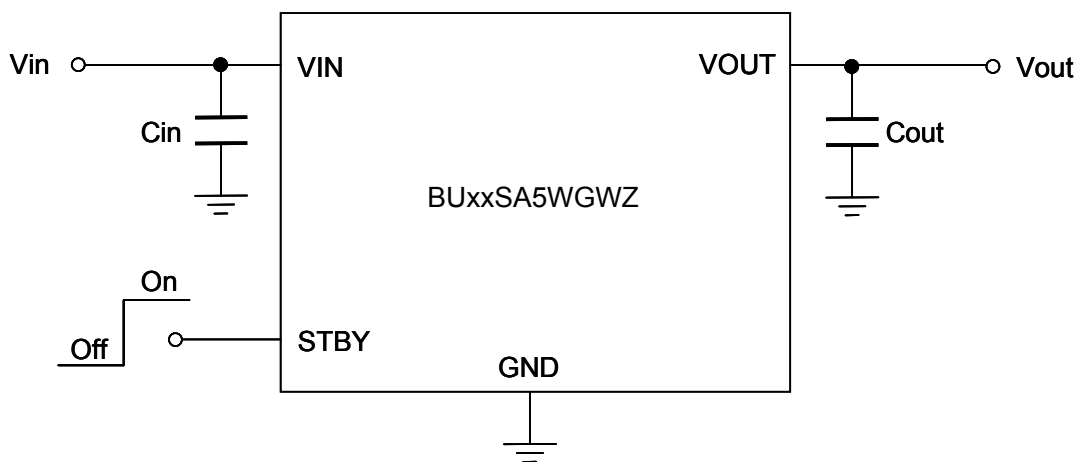 Vin
VIN
VOUT
Vout
Cin
Cout
BUxxSA5WGWZ
On
Off
STBY
GND